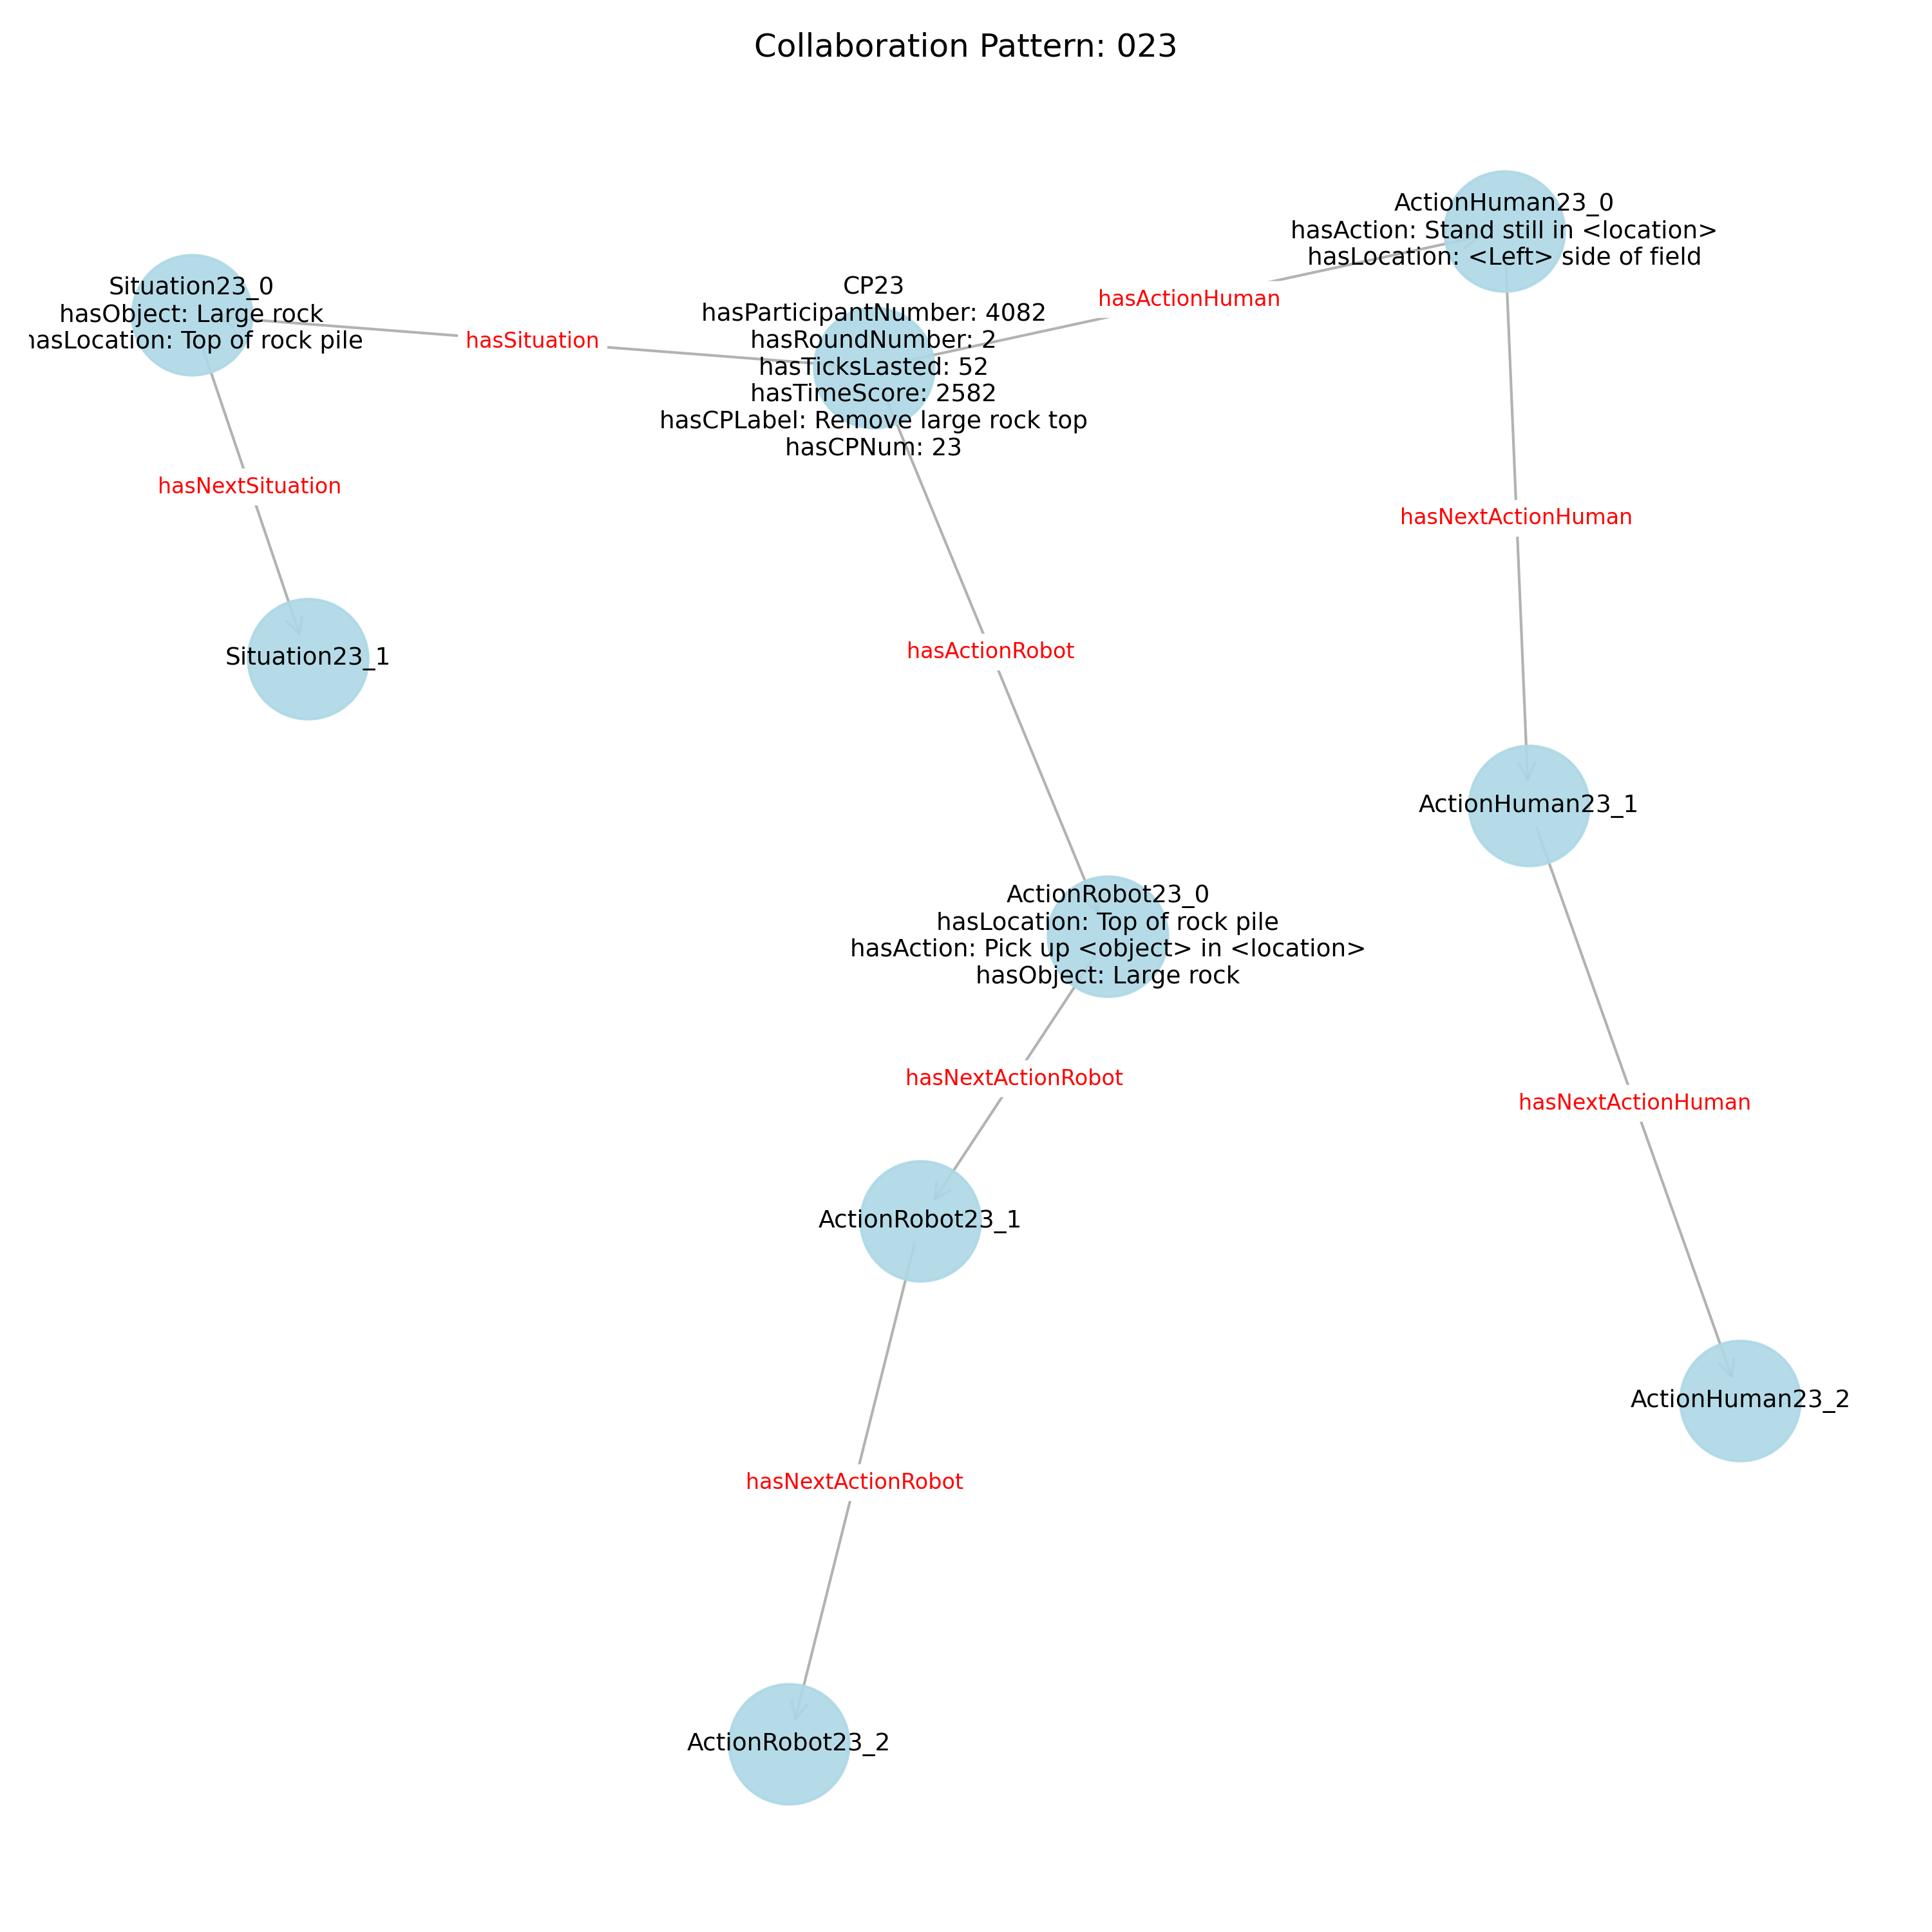 Collaboration Pattern: 023
ActionHuman23_0
hasAction: Stand still in <location>
hasLocation: <Left> side of field
Situation23_0
hasObject: Large rock
hasLocation: Top of rock pile
CP23
hasParticipantNumber: 4082
hasRoundNumber: 2
hasTicksLasted: 52
hasTimeScore: 2582
hasCPLabel: Remove large rock top
hasCPNum: 23
hasActionHuman
hasSituation
hasNextSituation
hasNextActionHuman
hasActionRobot
Situation23_1
ActionHuman23_1
ActionRobot23_0
hasLocation: Top of rock pile
hasAction: Pick up <object> in <location>
hasObject: Large rock
hasNextActionRobot
hasNextActionHuman
ActionRobot23_1
ActionHuman23_2
hasNextActionRobot
ActionRobot23_2